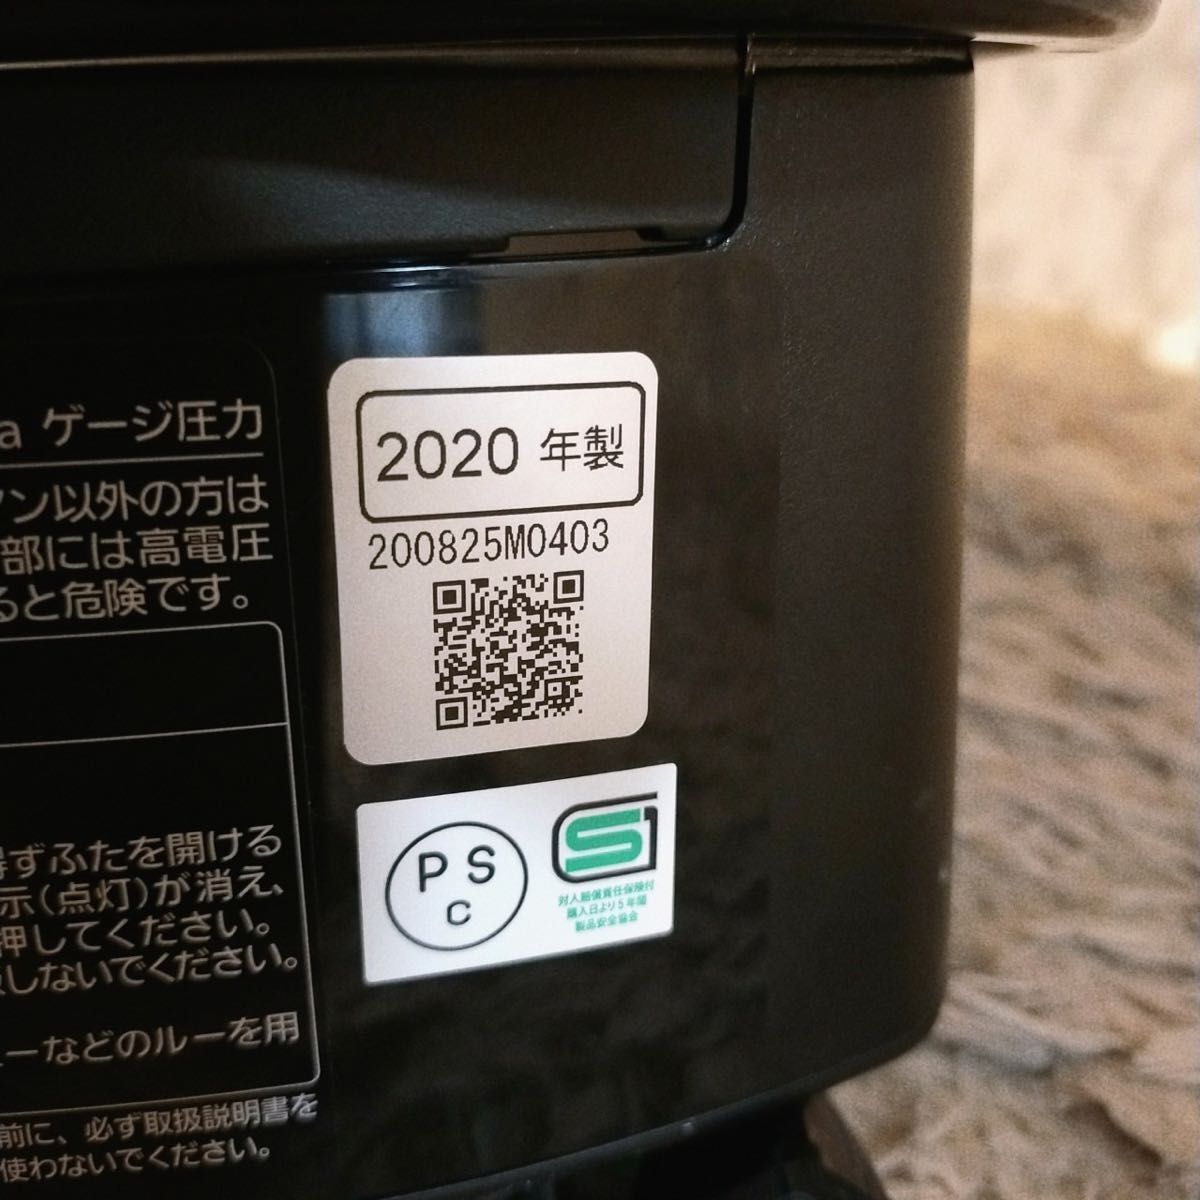 a ゲージ圧力
マン以外の方は
部には高電圧
ると危険です。
2020 年製
200825M0403
得ずふたを開ける
示(点灯)が消え、
押してください。
しないでください。
ーなどのルーを用
前に、必ず取扱説明書を
使わないでください。
PS
C
S1
対人賠償責任保険付
購入日より5年間
製品安全協会